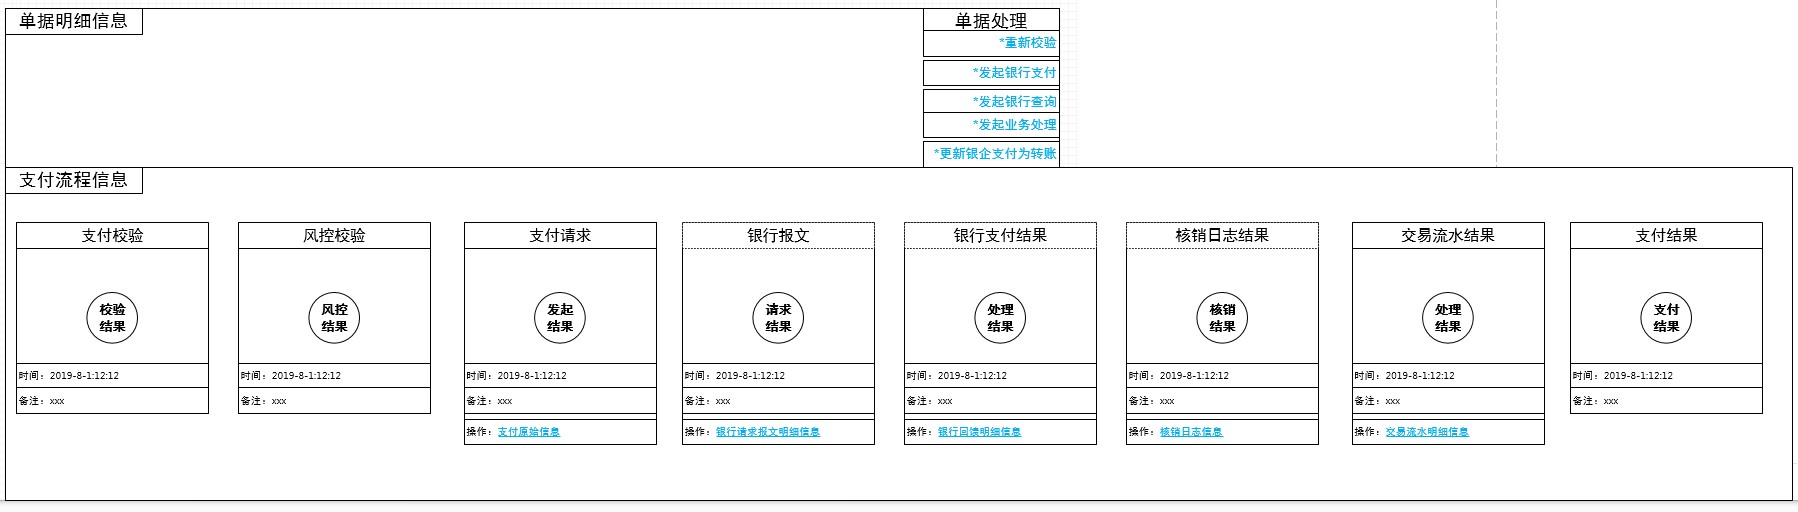 单据明细信息
单据处理
*重新校验
*发起银行支付
*发起银行查询
*发起业务处理
*更新银企支付为转账
支付流程信息
支付校验
校验
结果
时间：2019-8-1:12:12
备注：xxx
风控校验
风控
结果
时间：2019-8-1:12:12
备注：xxx
支付请求
发起
结果
时间：2019-8-1:12:12
备注：xxx
操作：支付原始信息
银行报文
请求
结果
时间：2019-8-1:12:12
备注：xxx
操作：银行请求报文明细信息
银行支付结果
处理
结果
时间：2019-8-1:12:12
备注：xxx
操作：银行回馈明细信息
核销日志结果
核销
结果
时间：2019-8-1:12:12
备注：xxx
操作：核销日志信息
交易流水结果
处理
结果
时间：2019-8-1:12:12
备注：xxx
操作：交易流水明细信息
支付结果
支付
结果
时间：2019-8-1:12:12
备注：xxx